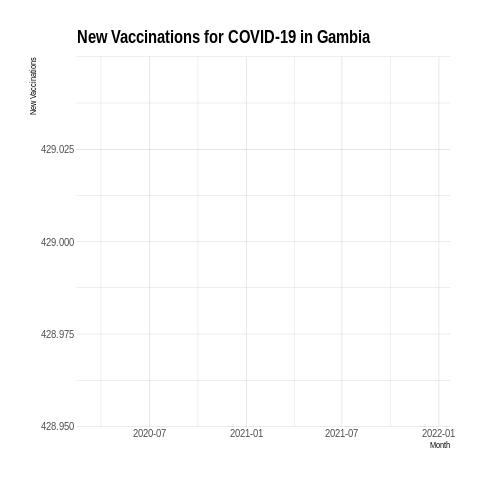 New Vaccinations for COVID-19 in Gambia
New Vaccinations
429.025
429.000
428.975
428.950
2020-07
2021-01
2021-07
2022-01
Month